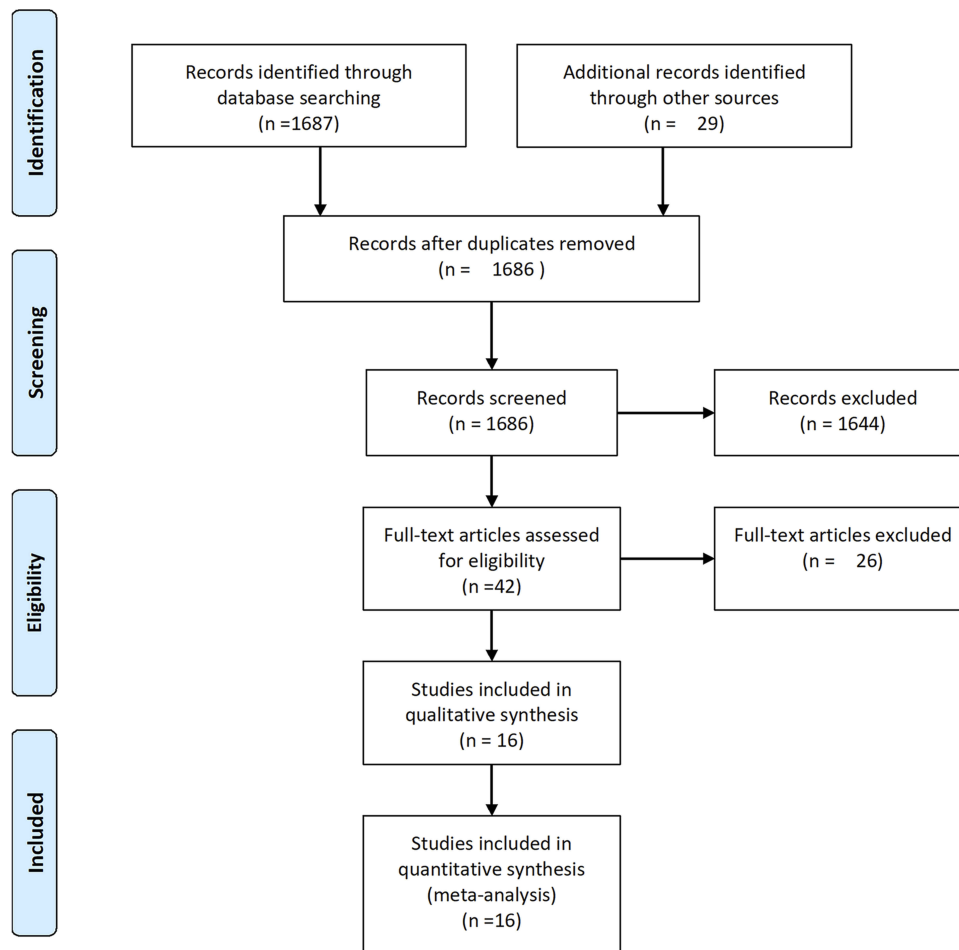 Identification
Records identified through
database searching
(n =1687)
Additional records identified
through other sources
(n = 29)
Records after duplicates removed
(n = 1686 )
Screening
Records screened
(n = 1686)
Records excluded
(n = 1644)
Eligibility
Full-text articles assessed
for eligibility
(n =42)
Full-text articles excluded
(n = 26)
Studies included in
qualitative synthesis
(n = 16)
Included
Studies included in
quantitative synthesis
(meta-analysis)
(n =16)